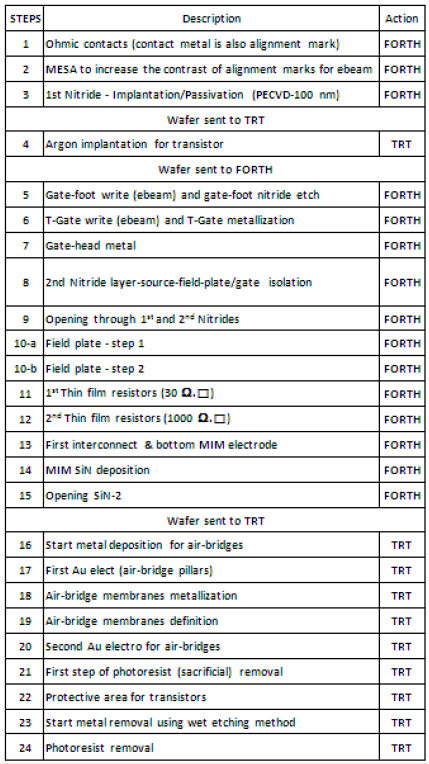 STEPS Description Action
1 Ohmic contacts (contact metal is also alignment mark) FORTH
2 MESA to increase the contrast of alignment marks for ebeam FORTH
3 1st Nitride - Implantation/Passivation (PECVD-100 nm) FORTH
Wafer sent to TRT
4 Argon implantation for transistor TRT
Wafer sent to FORTH
5 Gate-foot write (ebeam) and gate-foot nitride etch FORTH
6 T-Gate write (ebeam) and T-Gate metallization FORTH
7 Gate-head metal FORTH
8 2nd Nitride layer-source-field-plate/gate isolation FORTH
9 Opening through 1st and 2nd Nitrides FORTH
10-a Field plate - step 1 FORTH
10-b Field plate - step 2 FORTH
11 1st Thin film resistors (30 Ω.□) FORTH
12 2nd Thin film resistors (1000 Ω.□) FORTH
13 First interconnect & bottom MIM electrode FORTH
14 MIM SiN deposition FORTH
15 Opening SiN-2 FORTH
Wafer sent to TRT
16 Start metal deposition for air-bridges TRT
17 First Au elect (air-bridge pillars) TRT
18 Air-bridge membranes metallization TRT
19 Air-bridge membranes definition TRT
20 Second Au electro for air-bridges TRT
21 First step of photoresist (sacrificial) removal TRT
22 Protective area for transistors TRT
23 Start metal removal using wet etching method TRT
24 Photoresist removal TRT